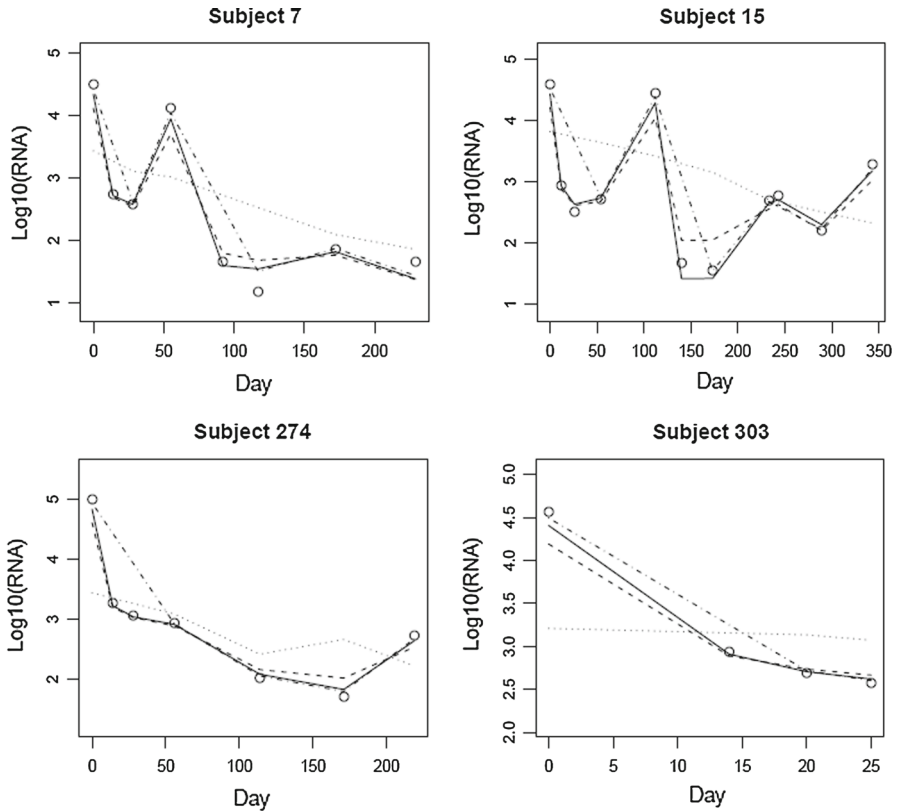 Subject 7
Log10(RNA)
5
4
3
2
1
0 50 100 150 200
Day
Subject 15
Log10(RNA)
5
4
3
2
1
0 50 100 150 200 250 300 350
Day
Subject 274
Log10(RNA)
5
4
3
2
0 50 100 150 200
Day
Subject 303
Log10(RNA)
5.0
4.5
4.0
3.5
3.0
2.5
2.0
0 5 10 15 20 25
Day